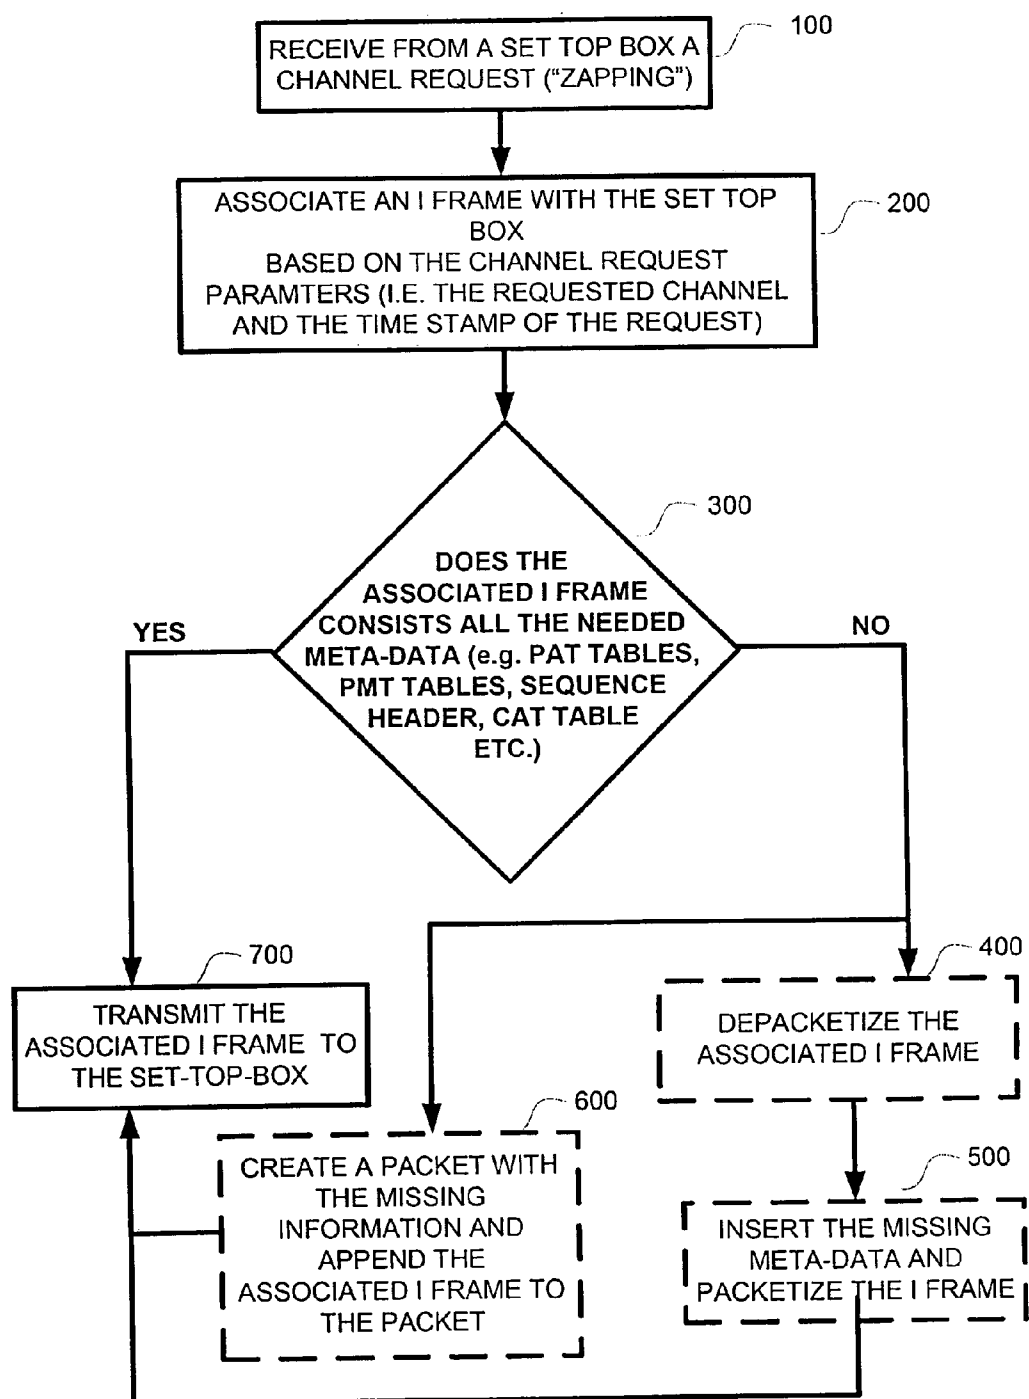 100
RECEIVE FROM A SET TOP BOX A
CHANNEL REQUEST ("ZAPPING")
200
ASSOCIATE AN I FRAME WITH THE SET TOP
BOX
BASED ON THE CHANNEL REQUEST
PARAMTERS (I.E. THE REQUESTED CHANNEL
AND THE TIME STAMP OF THE REQUEST)
300
DOES THE
ASSOCIATED I FRAME
CONSISTS ALL THE NEEDED
META-DATA (e.g. PAT TABLES,
PMT TABLES, SEQUENCE
HEADER, CAT TABLE
ETC.)
YES
NO
700
TRANSMIT THE
ASSOCIATED I FRAME TO
THE SET-TOP-BOX
400
DEPACKETIZE THE
ASSOCIATED I FRAME
600
CREATE A PACKET WITH
THE MISSING
INFORMATION AND
APPEND THE
ASSOCIATED I FRAME TO
THE PACKET
500
INSERT THE MISSING
META-DATA AND
PACKETIZE THE I FRAME